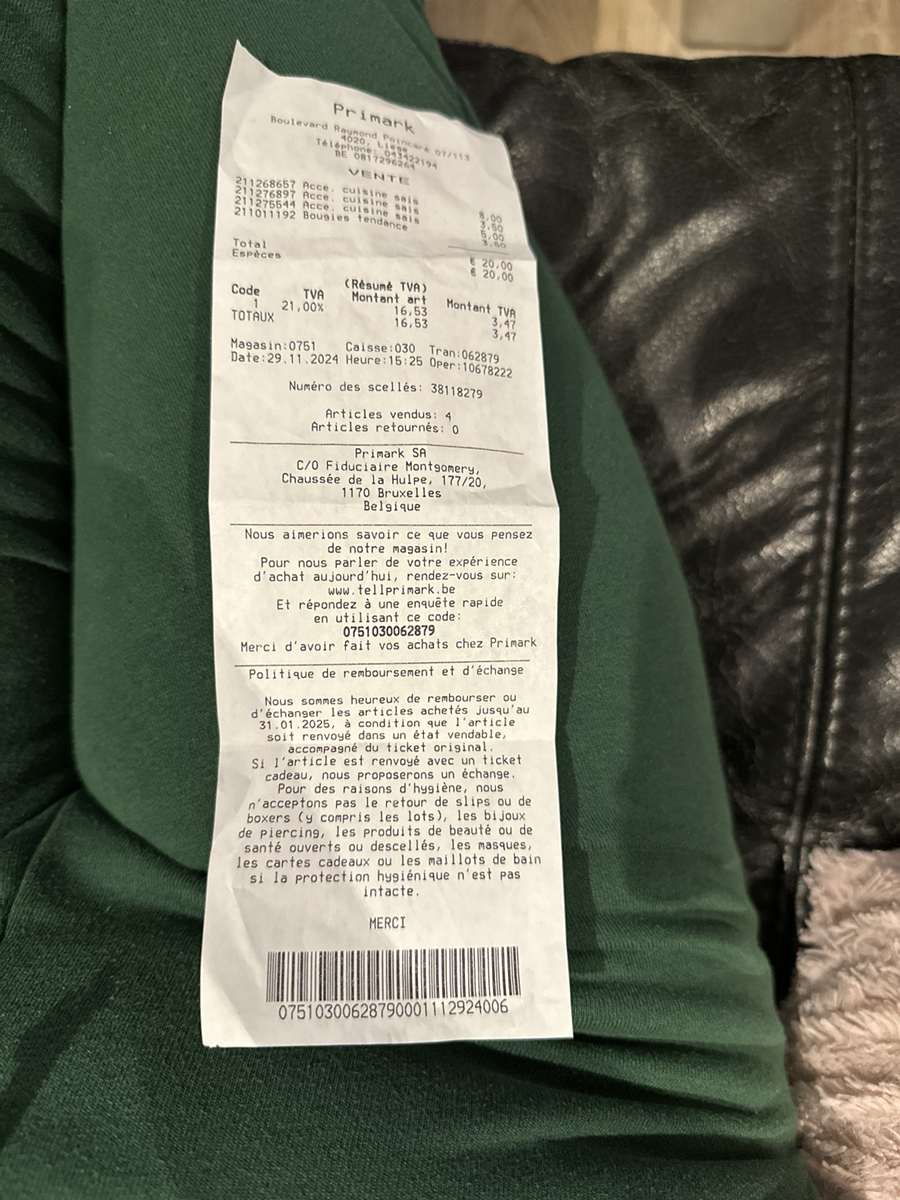 Primark
Boulevard Raymond Poincaré 07/113
4020, Liège
Téléphone: 043422194
BE 0817296264
VENTE
211268657 Acce. cuisine sais 8,00
211276897 Acce. cuisine sais 3,50
211275544 Acce. cuisine sais 5,00
211011192 Bougies tendance 3,50
Total € 20,00
Espèces € 20,00
(Résumé TVA)
Code TVA Montant art Montant TVA
1 21,00% 16,53 3,47
TOTAUX 16,53 3,47
Magasin:0751 Caisse:030 Tran:062879
Date:29.11.2024 Heure:15:25 Oper:10678222
Numéro des scellés: 38118279
Articles vendus: 4
Articles retournés: 0
Primark SA
C/O Fiduciaire Montgomery,
Chaussée de la Hulpe, 177/20,
1170 Bruxelles
Belgique
Nous aimerions savoir ce que vous pensez
de notre magasin!
Pour nous parler de votre expérience
d'achat aujourd'hui, rendez-vous sur:
www.tellprimark.be
Et répondez à une enquête rapide
en utilisant ce code:
0751030062879
Merci d'avoir fait vos achats chez Primark
Politique de remboursement et d'échange
Nous sommes heureux de rembourser ou
d'échanger les articles achetés jusqu'au
31.01.2025, à condition que l'article
soit renvoyé dans un état vendable,
accompagné du ticket original.
Si l'article est renvoyé avec un ticket
cadeau, nous proposerons un échange.
Pour des raisons d'hygiène, nous
n'acceptons pas le retour de slips ou de
boxers (y compris les lots), les bijoux
de piercing, les produits de beauté ou de
santé ouverts ou descellés, les masques,
les cartes cadeaux ou les maillots de bain
si la protection hygiénique n'est pas
intacte.
MERCI
07510300628790001112924006